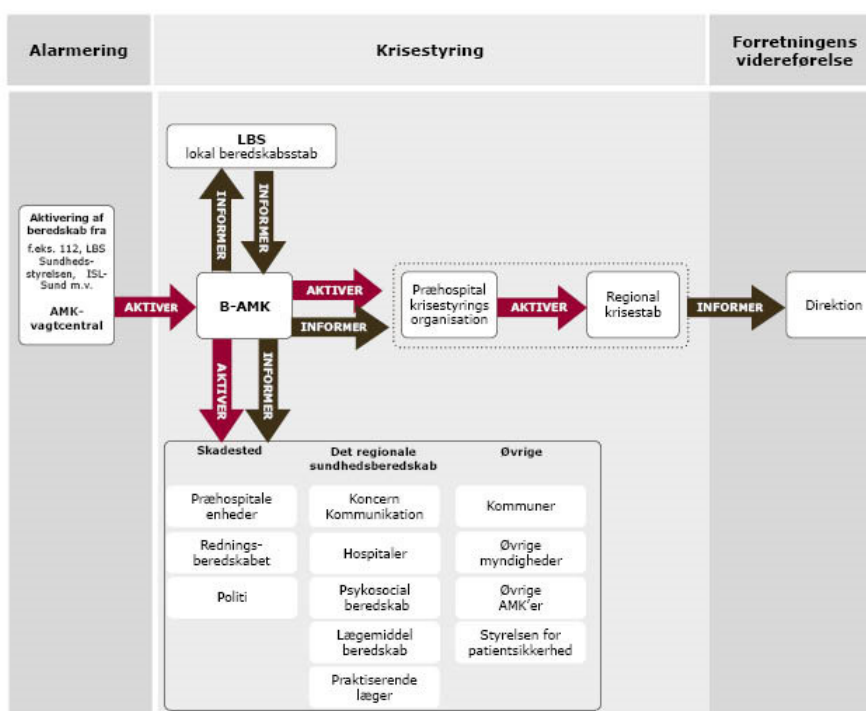 Alarmering
Krisestyring
Forretningens
videreførelse
LBS
lokal beredskabsstab
INFORMER
INFORMER
Aktivering af
beredskab fra
f.eks. 112, LBS
Sundheds-
styrelsen, ISL-
Sund m.v.
AMK-
vagtcentral
AKTIVER
B-AMK
AKTIVER
INFORMER
Præhospital
krisestyrings
organisation
AKTIVER
Regional
krisestab
INFORMER
Direktion
AKTIVER
INFORMER
Skadested
Præhospitale
enheder
Rednings-
beredskabet
Politi
Det regionale
sundhedsberedskab
Koncern
Kommunikation
Hospitaler
Psykosocial
beredskab
Lægemiddel
beredskab
Praktiserende
læger
Øvrige
Kommuner
Øvrige
myndigheder
Øvrige
AMK'er
Styrelsen for
patientsikkerhed